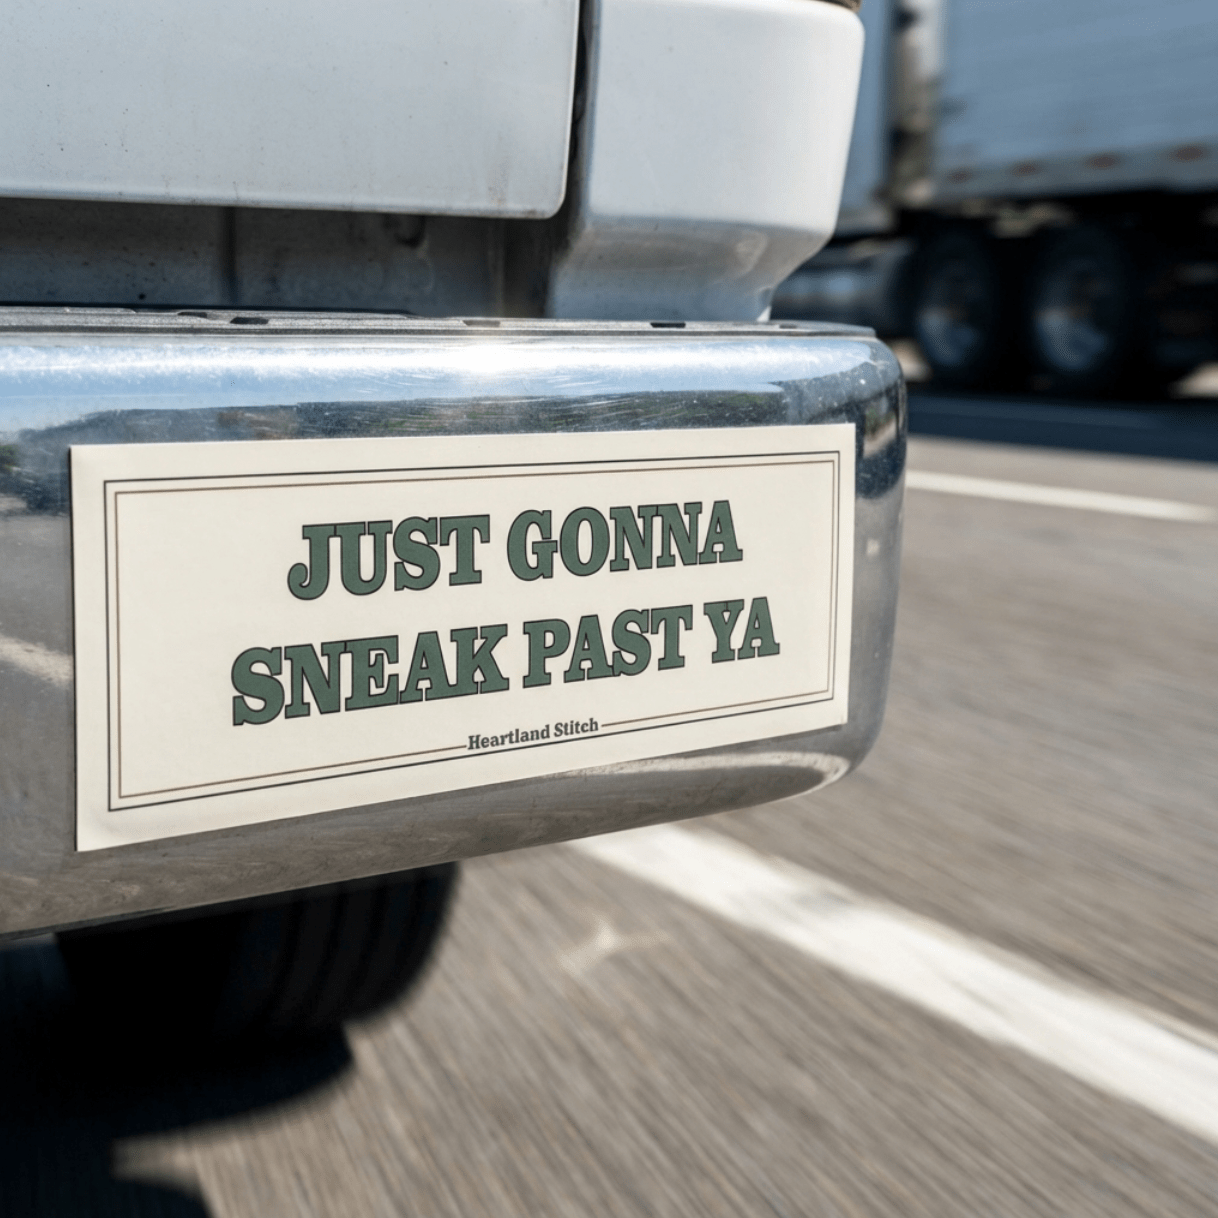 JUST GONNA
SNEAK PAST YA
Heartland Stitch